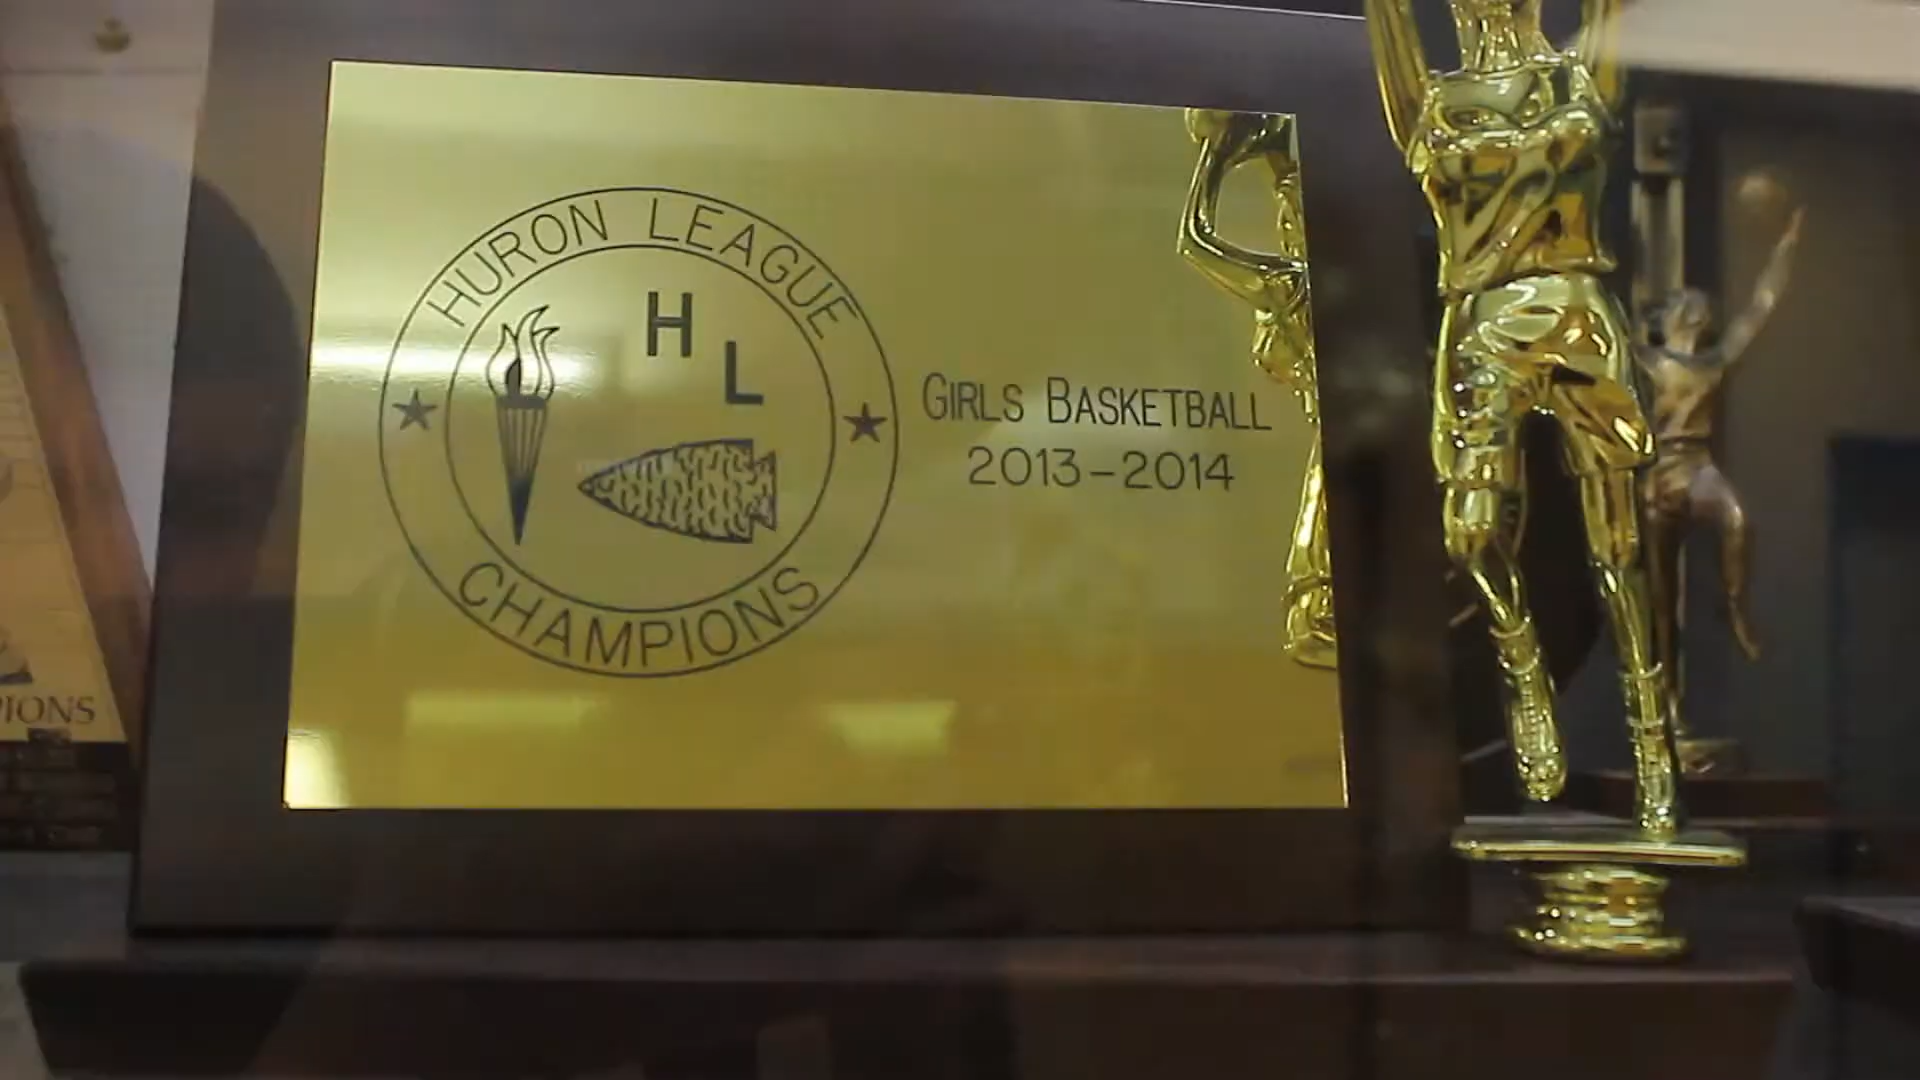 HURON LEAGUE
H
L
CHAMPIONS
GIRLS BASKETBALL
2013-2014
PIONS